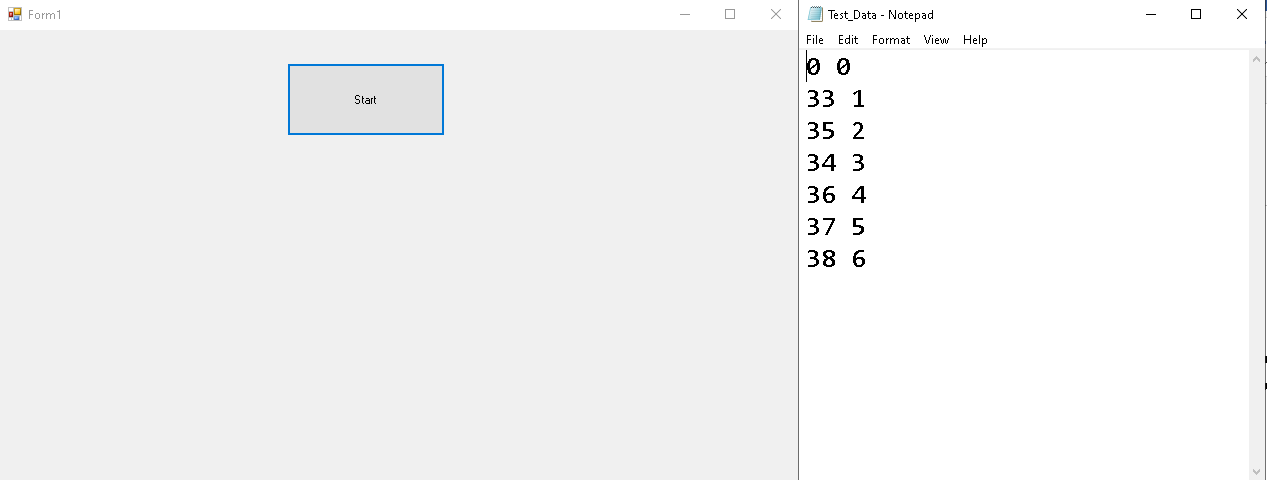 Form1
Start
Test_Data - Notepad
File Edit Format View Help
0 0
33 1
35 2
34 3
36 4
37 5
38 6